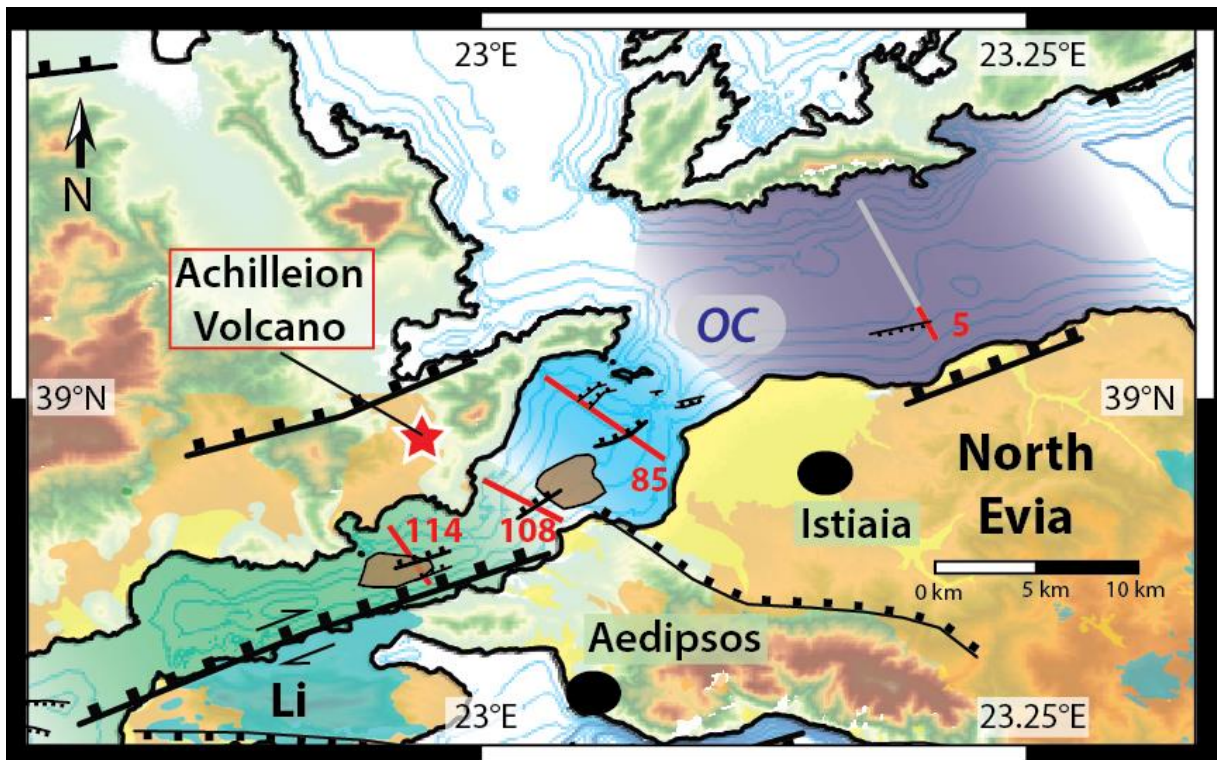 23°E
23.25°E
N
Achilleion
Volcano
OC
5
39°N
39°N
North
Evia
85
Istiaia
114
108
0 km
5 km
10 km
Aedipsos
Li
23°E
23.25°E